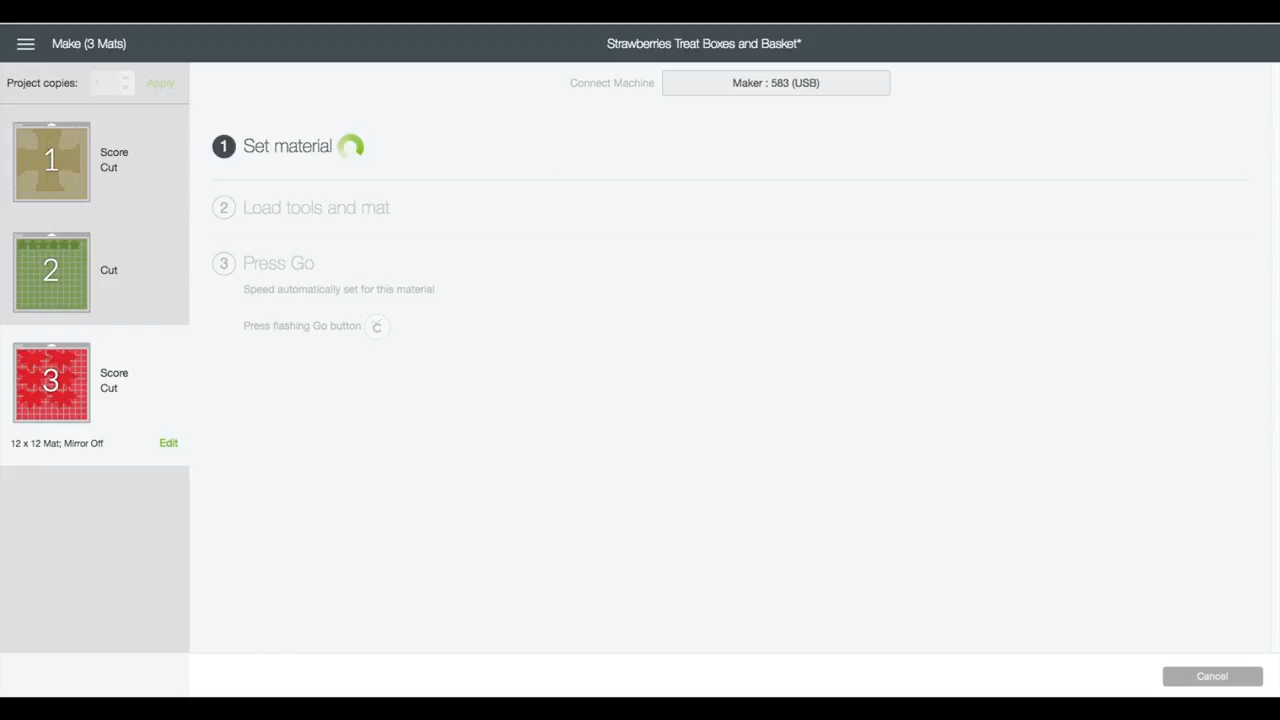 Make (3 Mats)
Strawberries Treat Boxes and Basket*
Project copies: 1 Apply
Connect Machine Maker : 583 (USB)
1 Score
Cut
2 Cut
3 Score
Cut
12 x 12 Mat; Mirror Off Edit
1 Set material
2 Load tools and mat
3 Press Go
Speed automatically set for this material
Press flashing Go button C
Cancel